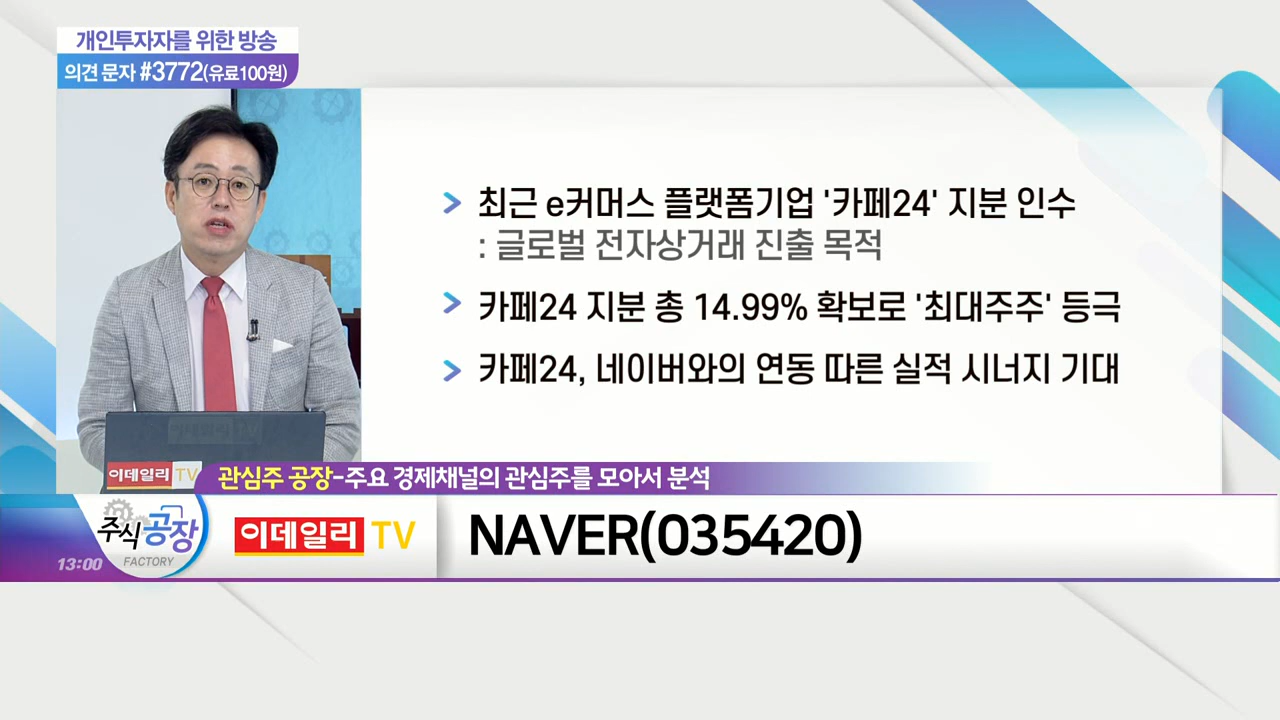 개인투자자를 위한 방송
의견 문자 #3772(유료100원)
최근 e커머스 플랫폼기업 '카페24' 지분 인수
: 글로벌 전자상거래 진출 목적
카페24 지분 총 14.99% 확보로 '최대주주' 등극
카페24, 네이버와의 연동 따른 실적 시너지 기대
이데일리 TV
관심주 공장-주요 경제채널의 관심주를 모아서 분석
주식공장
FACTORY
13:00
이데일리 TV
NAVER(035420)